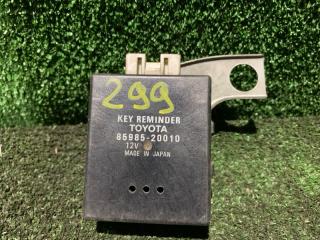 299
KEY REMINDER
TOYOTA
85985-20010
12V
MADE IN JAPAN